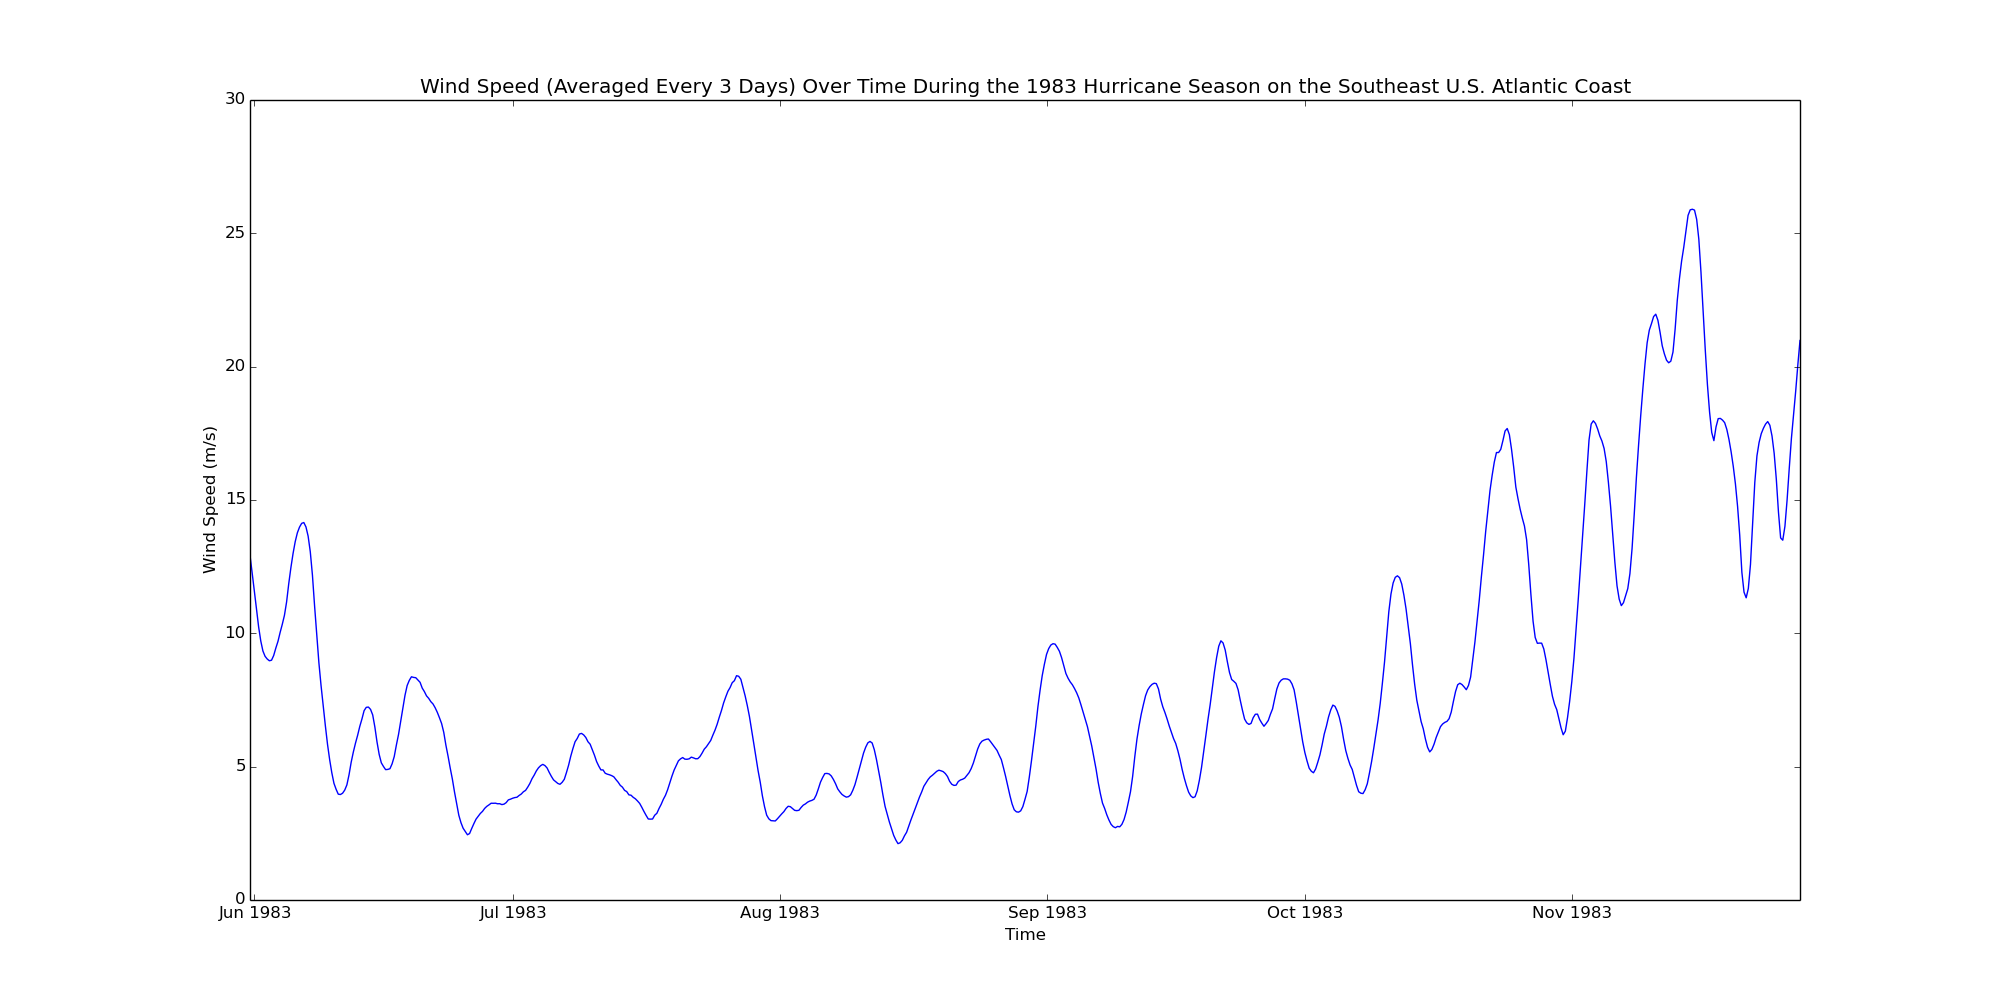 Wind Speed (Averaged Every 3 Days) Over Time During the 1983 Hurricane Season on the Southeast U.S. Atlantic Coast
30
25
20
15
10
5
0
Wind Speed (m/s)
Jun 1983 Jul 1983 Aug 1983 Sep 1983 Oct 1983 Nov 1983
Time